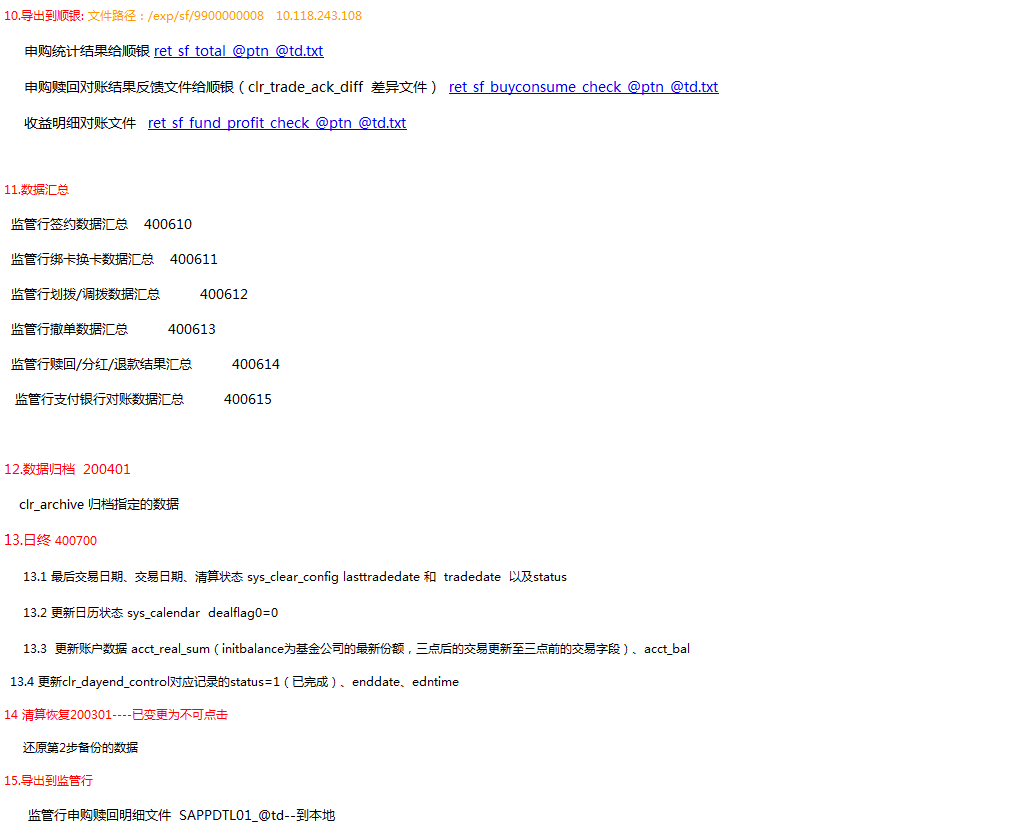 10.导出到顺银: 文件路径：/exp/sf/9900000008 10.118.243.108
申购统计结果给顺银 ret_sf_total_@ptn_@td.txt
申购赎回对账结果反馈文件给顺银（clr_trade_ack_diff 差异文件） ret_sf_buyconsume_check_@ptn_@td.txt
收益明细对账文件 ret_sf_fund_profit_check_@ptn_@td.txt
11.数据汇总
监管行签约数据汇总 400610
监管行绑卡换卡数据汇总 400611
监管行划拨/调拨数据汇总 400612
监管行撤单数据汇总 400613
监管行赎回/分红/退款结果汇总 400614
监管行支付银行对账数据汇总 400615
12.数据归档 200401
clr_archive 归档指定的数据
13.日终 400700
13.1 最后交易日期、交易日期、清算状态 sys_clear_config lasttradedate 和 tradedate 以及status
13.2 更新日历状态 sys_calendar dealflag0=0
13.3 更新账户数据 acct_real_sum（initbalance为基金公司的最新份额，三点后的交易更新至三点前的交易字段）、acct_bal
13.4 更新clr_dayend_control对应记录的status=1（已完成）、enddate、edntime
14 清算恢复200301----已变更为不可点击
还原第2步备份的数据
15.导出到监管行
监管行申购赎回明细文件 SAPPDTL01_@td--到本地